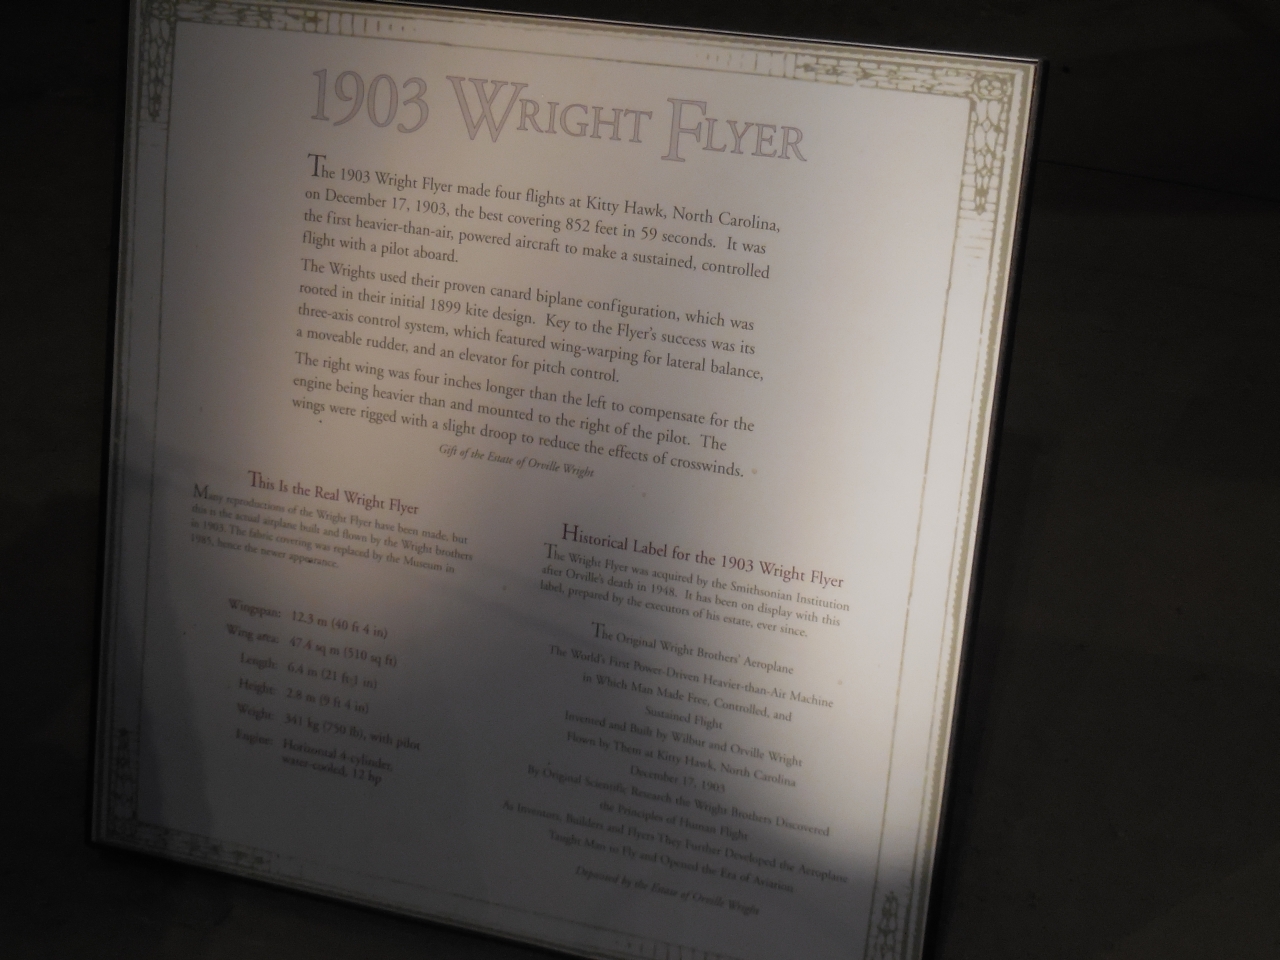 1903 WRIGHT FLYER
The 1903 Wright Flyer made four flights at Kitty Hawk, North Carolina,
on December 17, 1903, the best covering 852 feet in 59 seconds. It was
the first heavier-than-air, powered aircraft to make a sustained, controlled
flight with a pilot aboard.
The Wrights used their proven canard biplane configuration, which was
rooted in their initial 1899 kite design. Key to the Flyer's success was its
three-axis control system, which featured wing-warping for lateral balance,
a moveable rudder, and an elevator for pitch control.
The right wing was four inches longer than the left to compensate for the
engine being heavier than and mounted to the right of the pilot. The
wings were rigged with a slight droop to reduce the effects of crosswinds.
Gift of the Estate of Orville Wright
This Is the Real Wright Flyer
Many reproductions of the Wright Flyer have been made, but
this is the actual airplane built and flown by the Wright brothers
in 1903. The fabric covering was replaced by the Museum in
1985, hence the newer appearance.
Wingspan: 12.3 m (40 ft 4 in)
Wing area: 47.4 sq m (510 sq ft)
Length: 6.4 m (21 ft 1 in)
Height: 2.8 m (9 ft 4 in)
Weight: 341 kg (750 lb), with pilot
Engine: Horizontal 4-cylinder,
water-cooled, 12 hp
Historical Label for the 1903 Wright Flyer
The Wright Flyer was acquired by the Smithsonian Institution
after Orville's death in 1948. It has been on display with this
label, prepared by the executors of his estate, ever since.
The Original Wright Brothers' Aeroplane
The World's First Power-Driven Heavier-than-Air Machine
in Which Man Made Free, Controlled, and
Sustained Flight
Invented and Built by Wilbur and Orville Wright
Flown by Them at Kitty Hawk, North Carolina
December 17, 1903
By Original Scientific Research the Wright Brothers Discovered
the Principles of Human Flight
As Inventors, Builders and Flyers They Further Developed the Aeroplane
Taught Man to Fly and Opened the Era of Aviation
Deposited by the Estate of Orville Wright